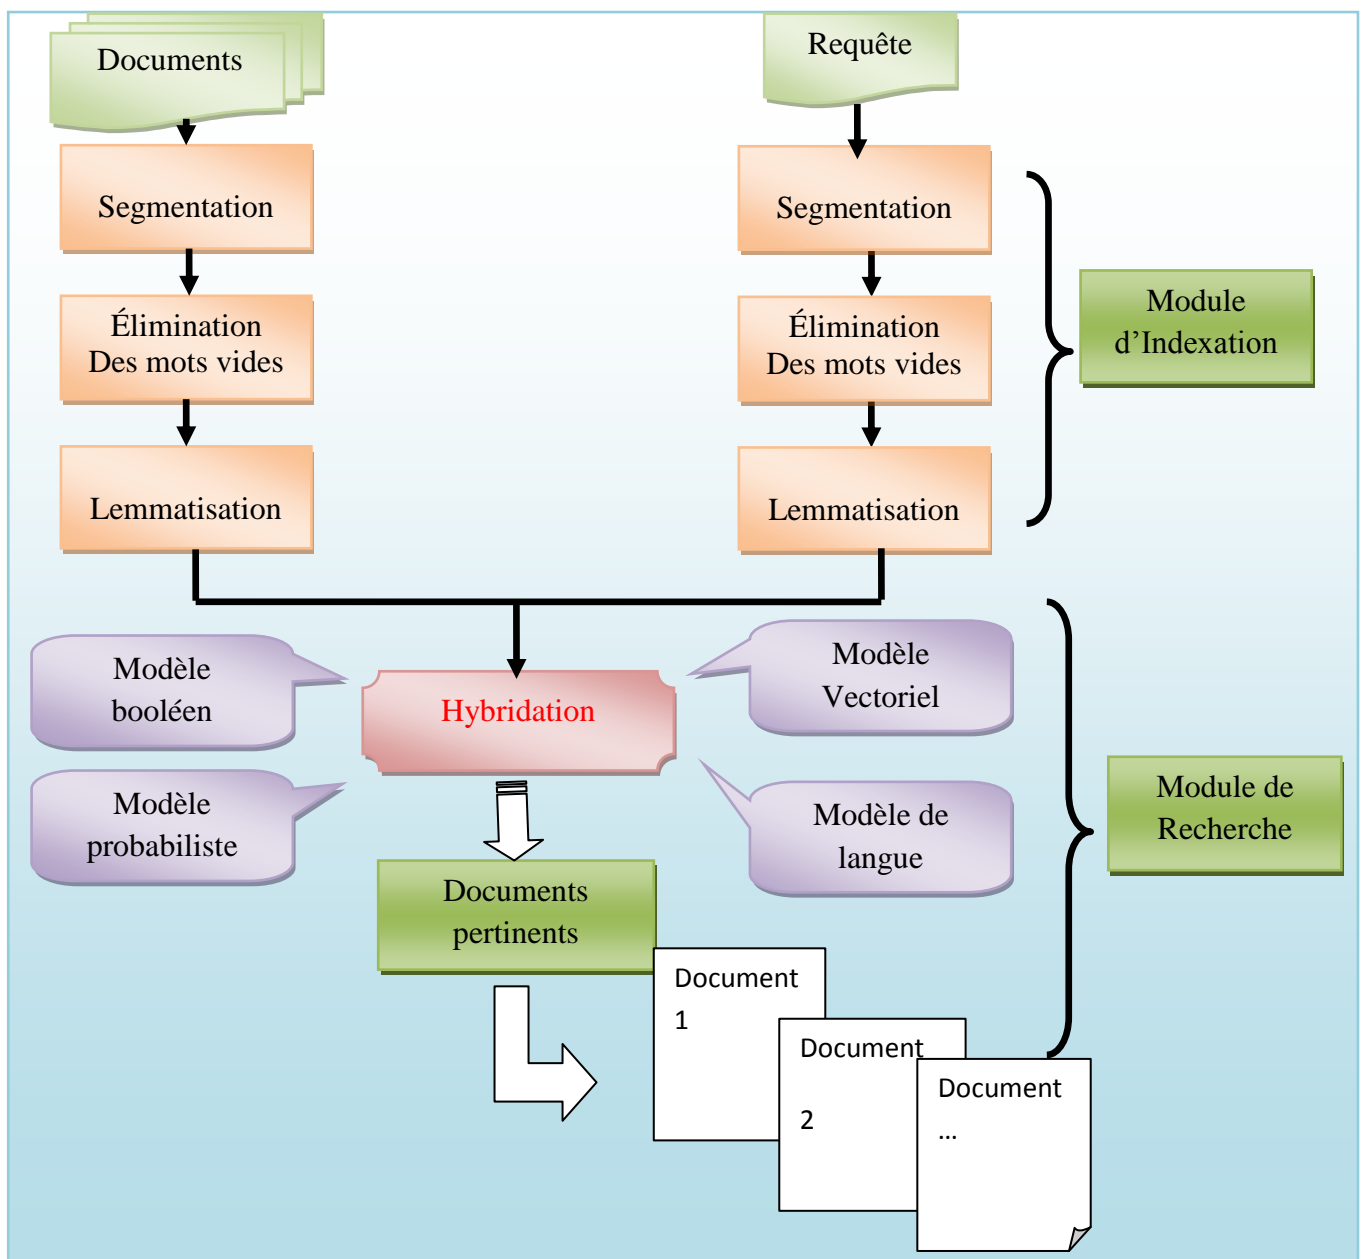 Documents
Requête
Segmentation
Segmentation
Élimination
Des mots vides
Élimination
Des mots vides
Module
d’Indexation
Lemmatisation
Lemmatisation
Modèle
booléen
Hybridation
Modèle
Vectoriel
Modèle
probabiliste
Modèle de
langue
Module de
Recherche
Documents
pertinents
Document
1
Document
2
Document
...